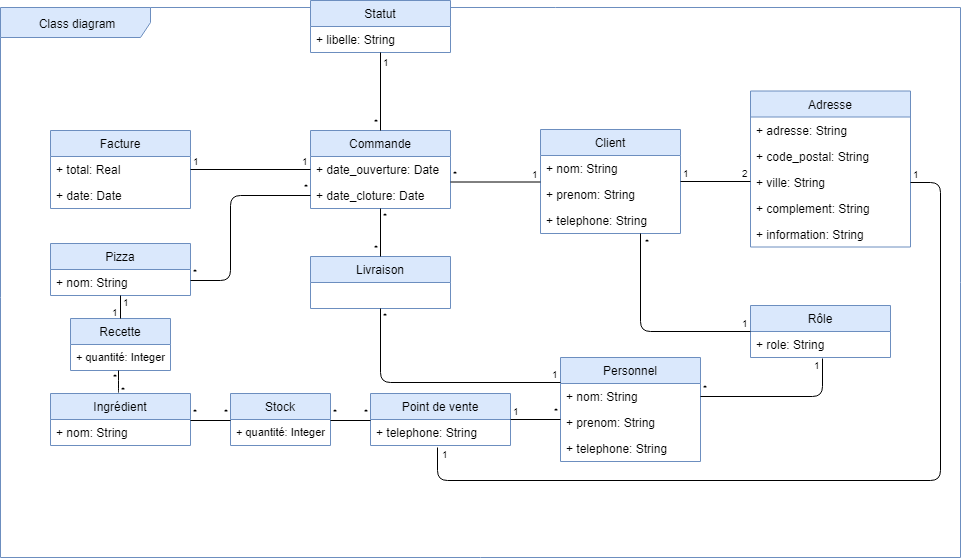 Class diagram
Statut
+ libelle: String
1
*
Facture
+ total: Real
+ date: Date
1
1
Commande
+ date_ouverture: Date
+ date_cloture: Date
*
*
1
Client
+ nom: String
+ prenom: String
+ telephone: String
1
2
Adresse
+ adresse: String
+ code_postal: String
+ ville: String
+ complement: String
+ information: String
1
*
*
*
Pizza
+ nom: String
*
1
1
Livraison
*
Recette
+ quantité: Integer
*
*
1
Rôle
+ role: String
1
1
Personnel
+ nom: String
+ prenom: String
+ telephone: String
*
*
Ingrédient
+ nom: String
*
*
Stock
+ quantité: Integer
*
*
Point de vente
+ telephone: String
1
1